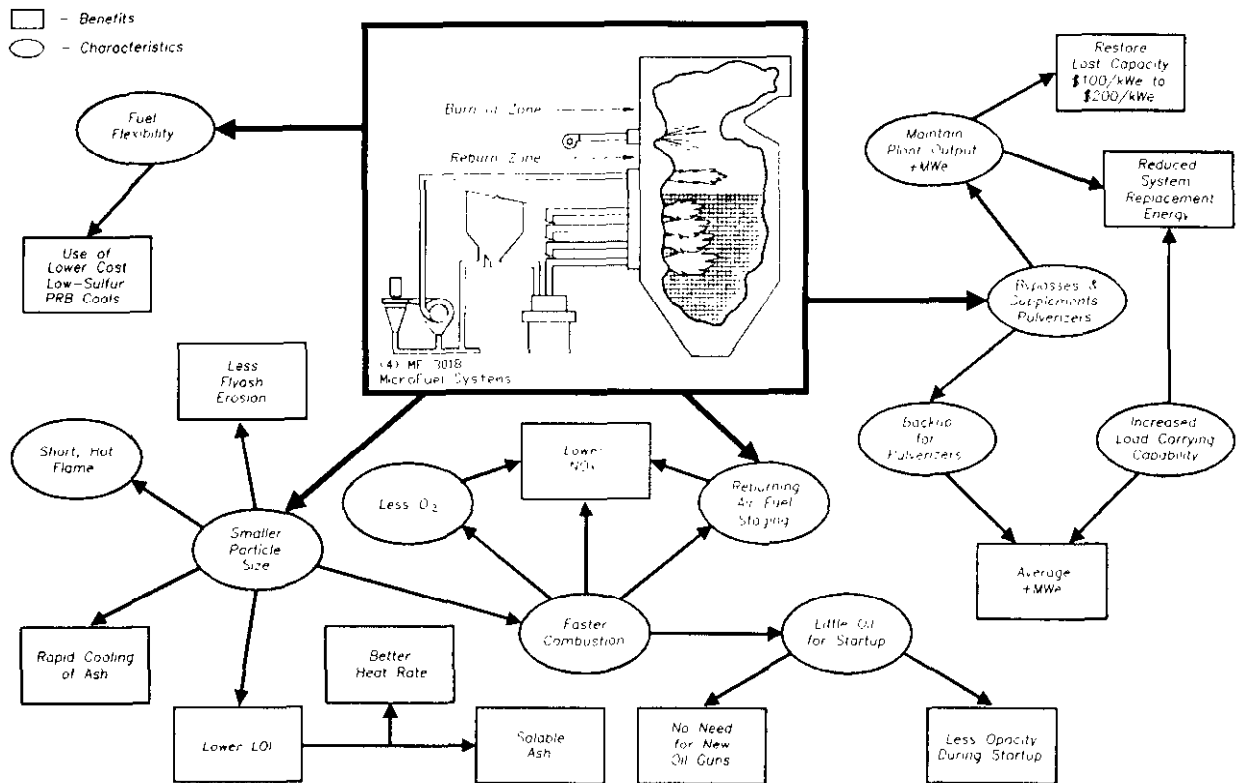 - Benefits
- Characteristics
Fuel
Flexibility
Use of
Lower Cost
Low-Sulfur
PRB Coals
Burnout Zone
Reburn Zone
(4) MF 3018
MicroFuel Systems
Restore
Lost Capacity
$100/kWe to
$200/kWe
Maintain
Plant Output
+MWe
Reduced
System
Replacement
Energy
Bypasses &
Supplements
Pulverizers
Backup
for
Pulverizers
Increased
Load Carrying
Capability
Average
+MWe
Less
Flyash
Erosion
Short, Hot
Flame
Smaller
Particle
Size
Less O₂
Lower
NOx
Air Fuel
Staging
Rapid Cooling
of Ash
Lower LOI
Better
Heat Rate
Salable
Ash
Faster
Combustion
Little Oil
for Startup
No Need
for New
Oil Guns
Less Opacity
During Startup